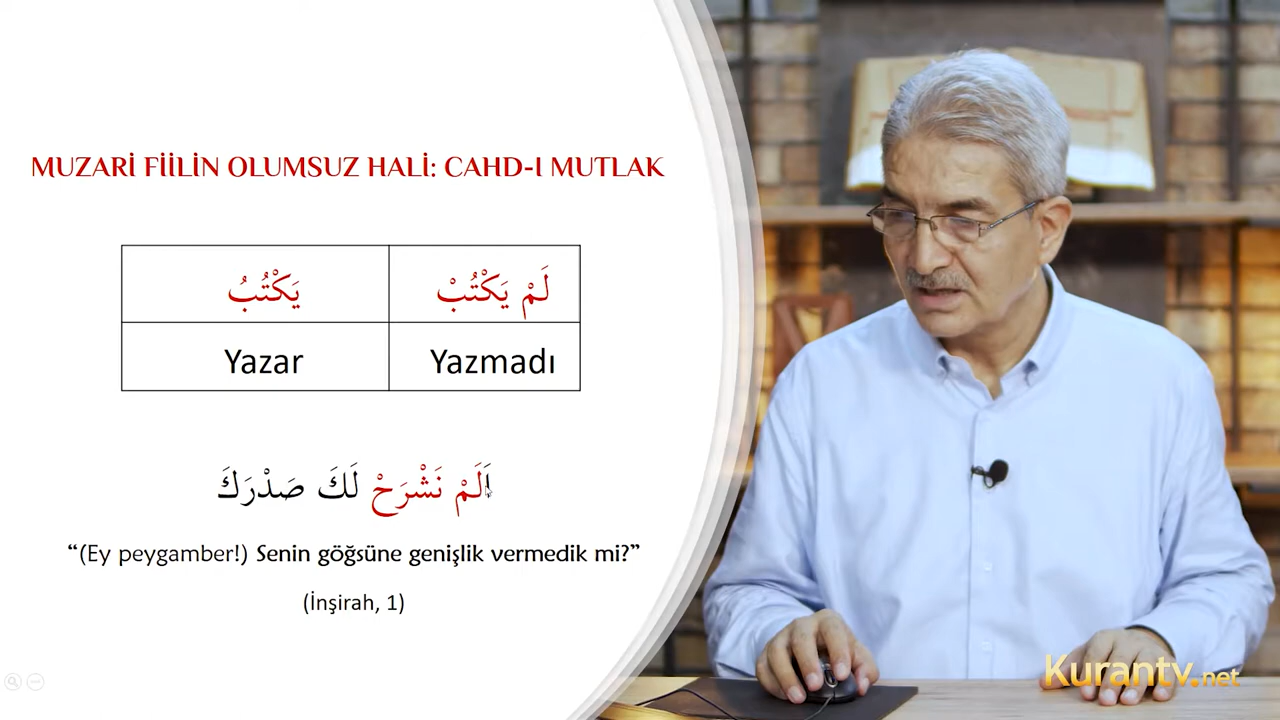 MUZARİ FİİLİN OLUMSUZ HALİ: CAHD-I MUTLAK
لَمْ يَكْتُبْ
يَكْتُبُ
Yazmadı
Yazar
اَلَمْ نَشْرَحْ لَكَ صَدْرَكَ
“(Ey peygamber!) Senin göğsüne genişlik vermedik mi?”
(İnşirah, 1)
Kurantv.net